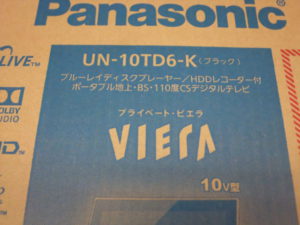 Panasonic
UN-10TD6-K(ブラック)
ブルーレイディスクプレーヤー/HDDレコーダー付
ポータブル地上・BS・110度CSデジタルテレビ
プライベート・ビエラ
VIErA
10v型
LIVE™
DOLBY
AUDIO